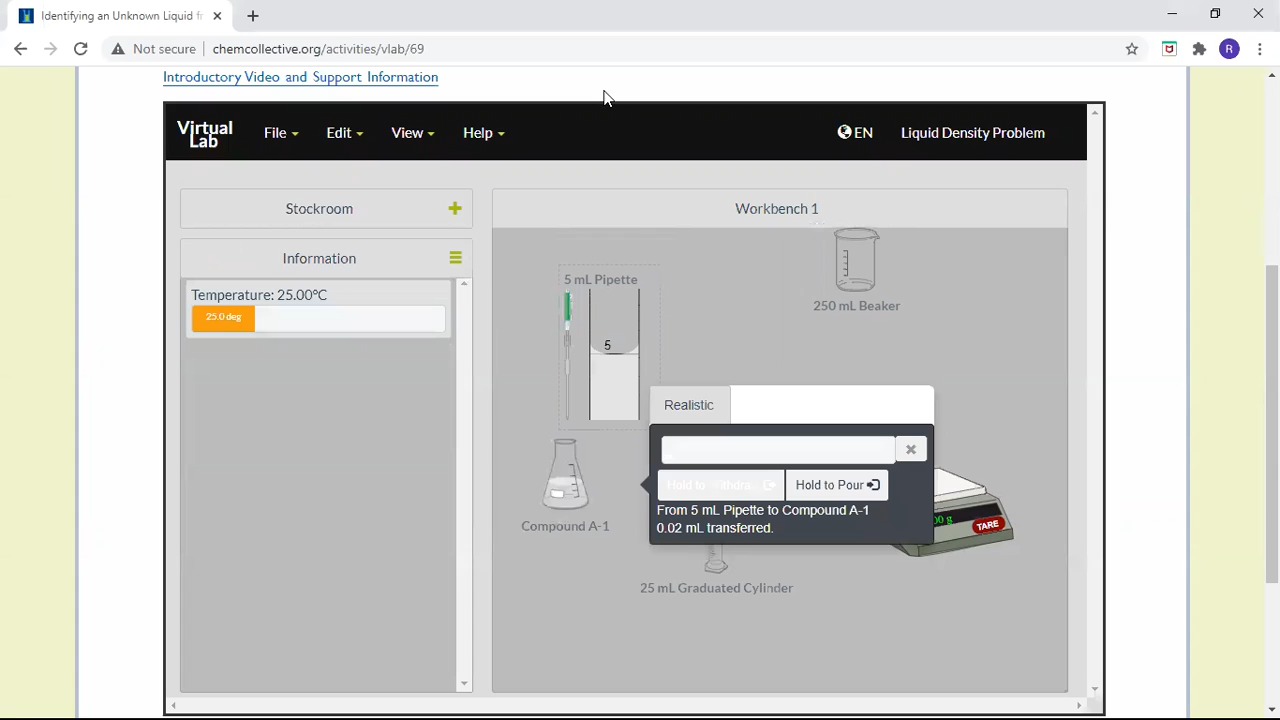 Identifying an Unknown Liquid f
Not secure
chemcollective.org/activities/vlab/69
R
Introductory Video and Support Information
Virtual
Lab
File
Edit
View
Help
EN
Liquid Density Problem
Stockroom
Workbench 1
Information
Temperature: 25.00°C
25.0 deg
5 mL Pipette
5
250 mL Beaker
Realistic
Hold to
Hold to Pour
From 5 mL Pipette to Compound A-1
0.02 mL transferred.
Compound A-1
TARE
25 mL Graduated Cylinder